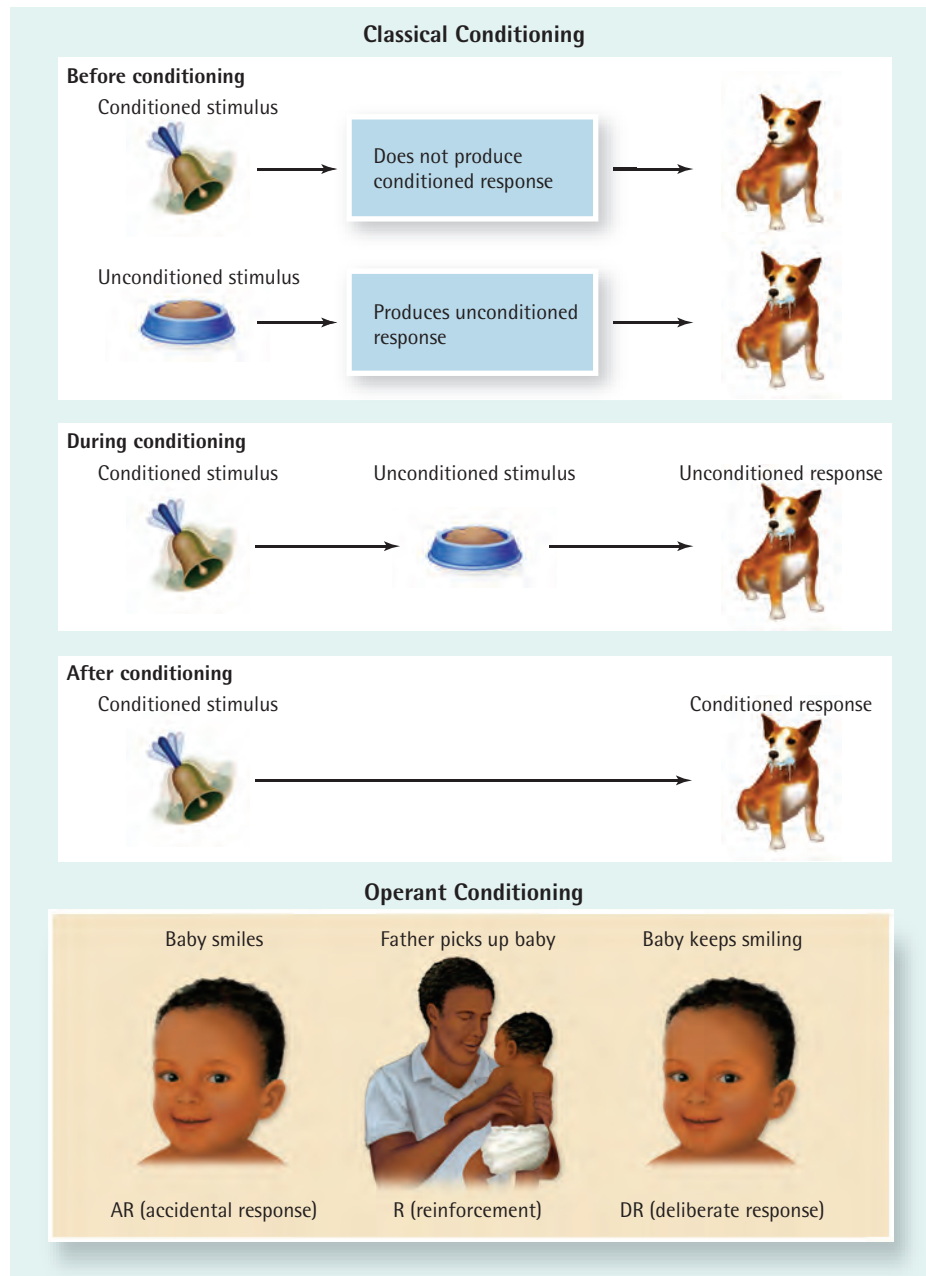 Classical Conditioning
Before conditioning
Conditioned stimulus
Does not produce
conditioned response
Unconditioned stimulus
Produces unconditioned
response
During conditioning
Conditioned stimulus
Unconditioned stimulus
Unconditioned response
After conditioning
Conditioned stimulus
Conditioned response
Operant Conditioning
Baby smiles
Father picks up baby
Baby keeps smiling
AR (accidental response)
R (reinforcement)
DR (deliberate response)